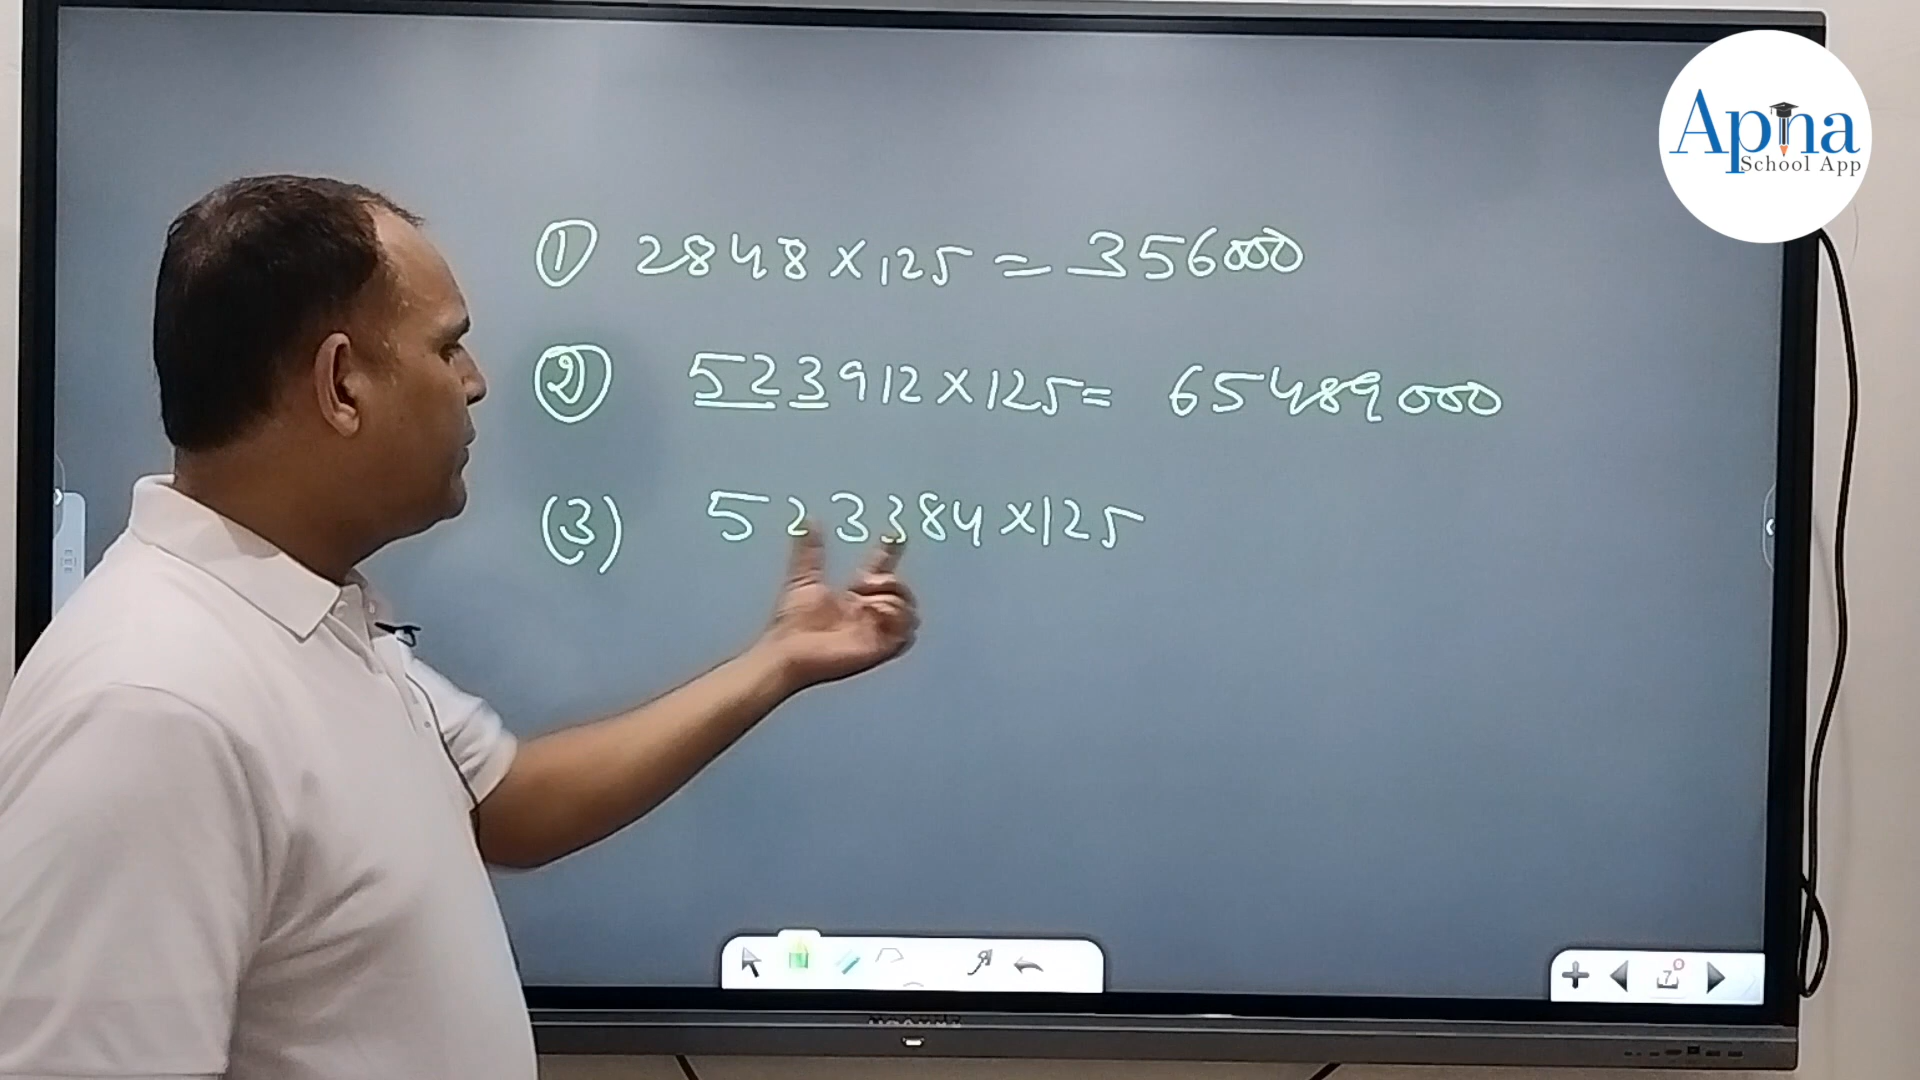 Apna
School App
① 2848 × 125 = 356000
② 523912 × 125 = 65489000
(3) 523384 × 125